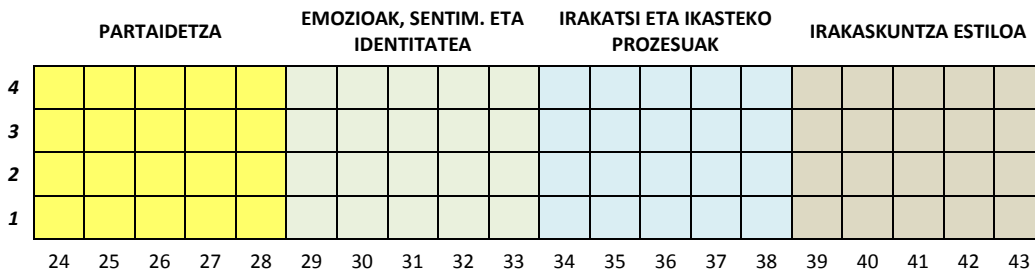 PARTAIDETZA
EMOZIOAK, SENTIM. ETA
IDENTITATEA
IRAKATSI ETA IKASTEKO
PROZESUAK
IRAKASKUNTZA ESTILOA
4
3
2
1
24 25 26 27 28 29 30 31 32 33 34 35 36 37 38 39 40 41 42 43